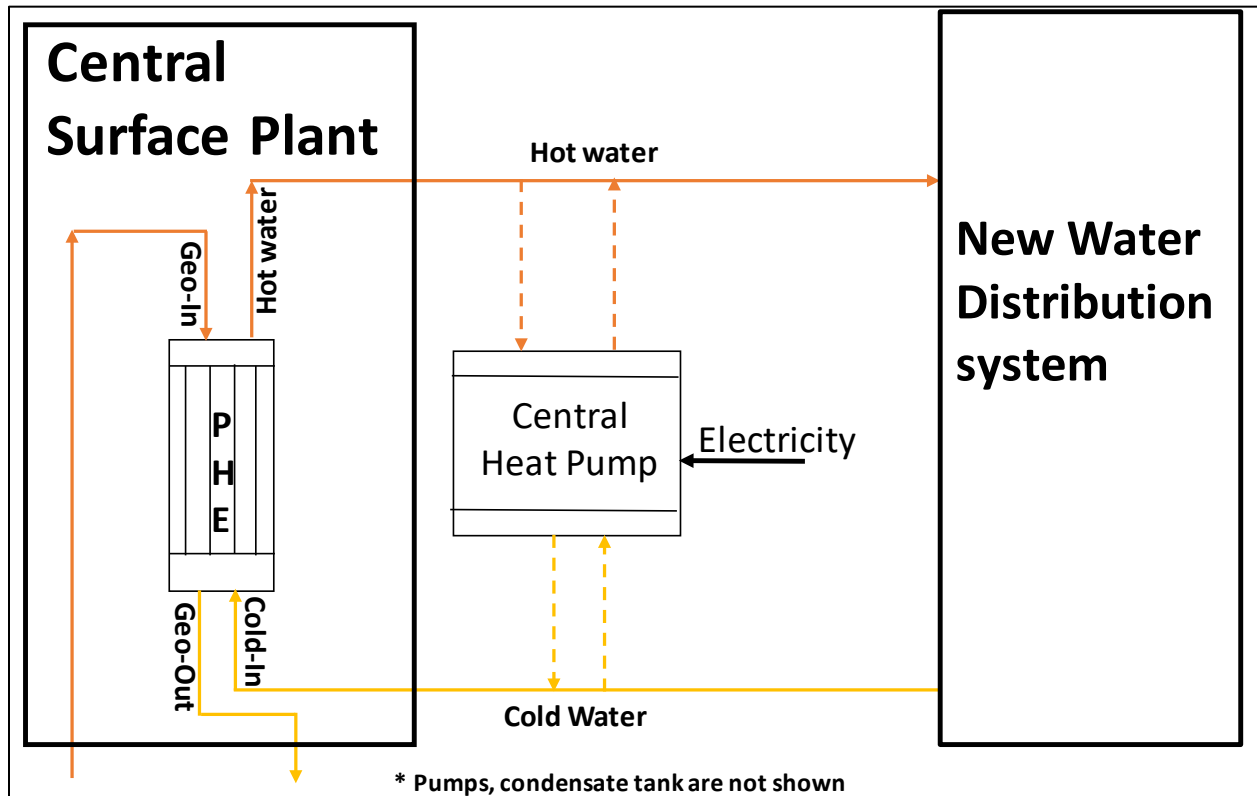 Central
Surface Plant
Hot water
Geo-In
Hot water
New Water
Distribution
system
P
H
E
Central
Heat Pump
Electricity
Geo-Out
Cold-In
Cold Water
* Pumps, condensate tank are not shown